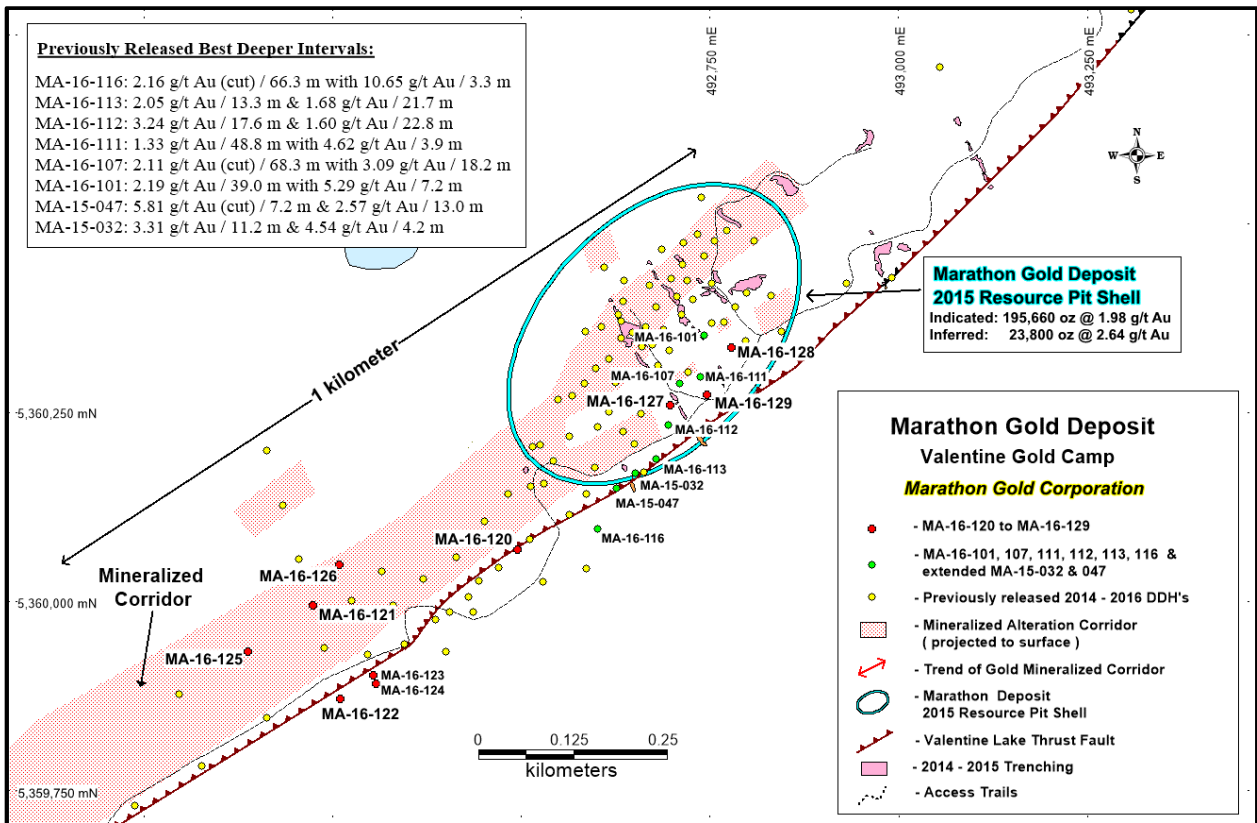 Previously Released Best Deeper Intervals:
MA-16-116: 2.16 g/t Au (cut) / 66.3 m with 10.65 g/t Au / 3.3 m
MA-16-113: 2.05 g/t Au / 13.3 m & 1.68 g/t Au / 21.7 m
MA-16-112: 3.24 g/t Au / 17.6 m & 1.60 g/t Au / 22.8 m
MA-16-111: 1.33 g/t Au / 48.8 m with 4.62 g/t Au / 3.9 m
MA-16-107: 2.11 g/t Au (cut) / 68.3 m with 3.09 g/t Au / 18.2 m
MA-16-101: 2.19 g/t Au / 39.0 m with 5.29 g/t Au / 7.2 m
MA-15-047: 5.81 g/t Au (cut) / 7.2 m & 2.57 g/t Au / 13.0 m
MA-15-032: 3.31 g/t Au / 11.2 m & 4.54 g/t Au / 4.2 m
492,750 mE
493,000 mE
493,250 mE
N
W E
S
Marathon Gold Deposit
2015 Resource Pit Shell
Indicated: 195,660 oz @ 1.98 g/t Au
Inferred: 23,800 oz @ 2.64 g/t Au
1 kilometer
MA-16-101
MA-16-128
MA-16-107
MA-16-111
MA-16-127
MA-16-129
MA-16-112
MA-16-113
MA-15-032
MA-15-047
MA-16-116
MA-16-120
MA-16-126
MA-16-121
MA-16-125
MA-16-123
MA-16-124
MA-16-122
Mineralized
Corridor
5,360,250 mN
5,360,000 mN
5,359,750 mN
0 0.125 0.25
kilometers
Marathon Gold Deposit
Valentine Gold Camp
Marathon Gold Corporation
- MA-16-120 to MA-16-129
- MA-16-101, 107, 111, 112, 113, 116 &
extended MA-15-032 & 047
- Previously released 2014 - 2016 DDH's
- Mineralized Alteration Corridor
( projected to surface )
- Trend of Gold Mineralized Corridor
- Marathon Deposit
2015 Resource Pit Shell
- Valentine Lake Thrust Fault
- 2014 - 2015 Trenching
- Access Trails